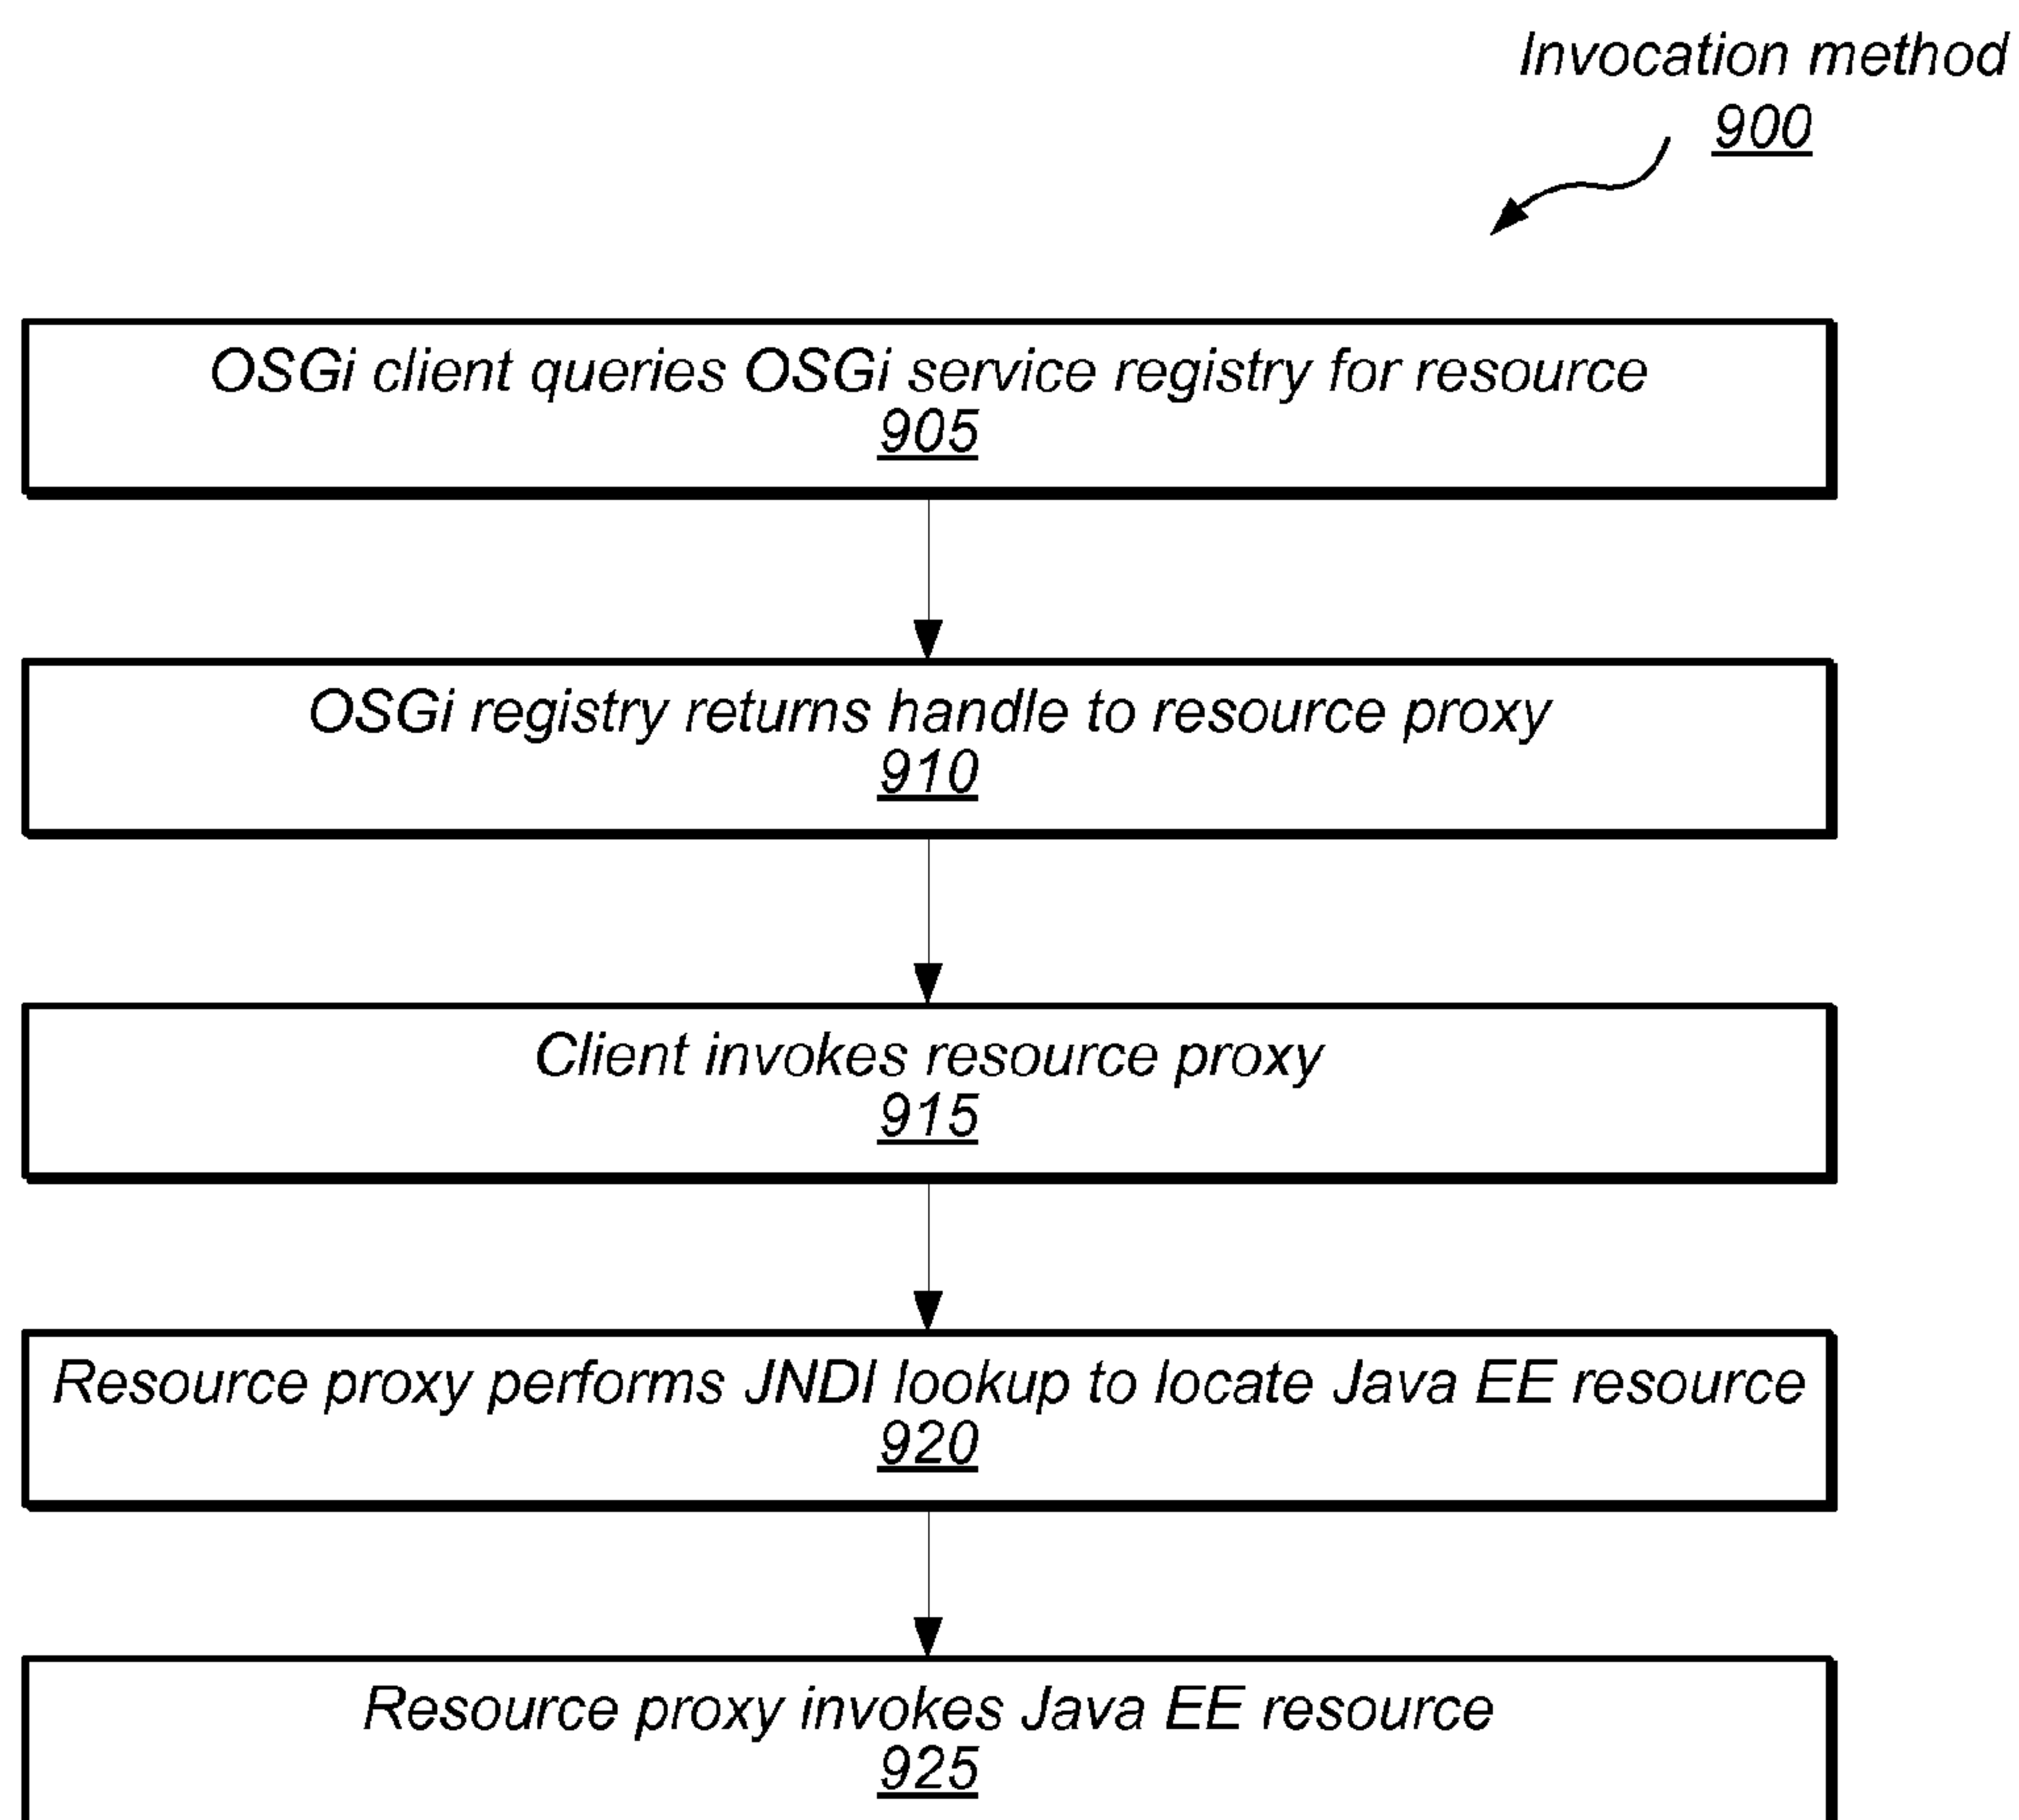 Invocation method
900
OSGi client queries OSGi service registry for resource
905
OSGi registry returns handle to resource proxy
910
Client invokes resource proxy
915
Resource proxy performs JNDI lookup to locate Java EE resource
920
Resource proxy invokes Java EE resource
925